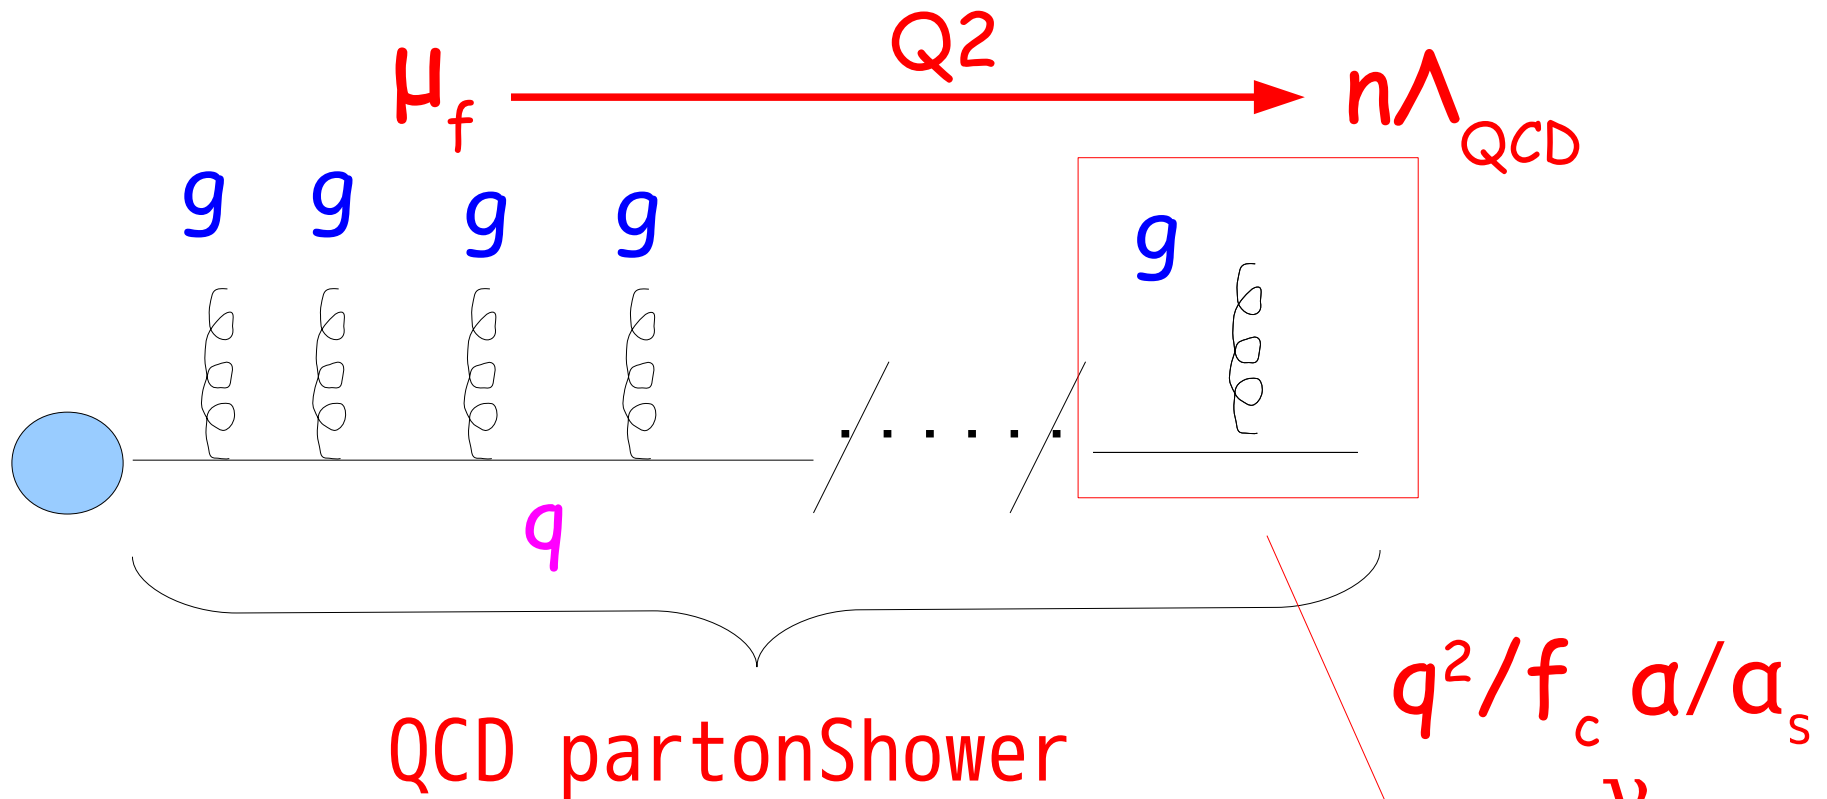 Q2
μf nΛQCD
g g g g g
q
q²/fc α/αs
QCD partonShower